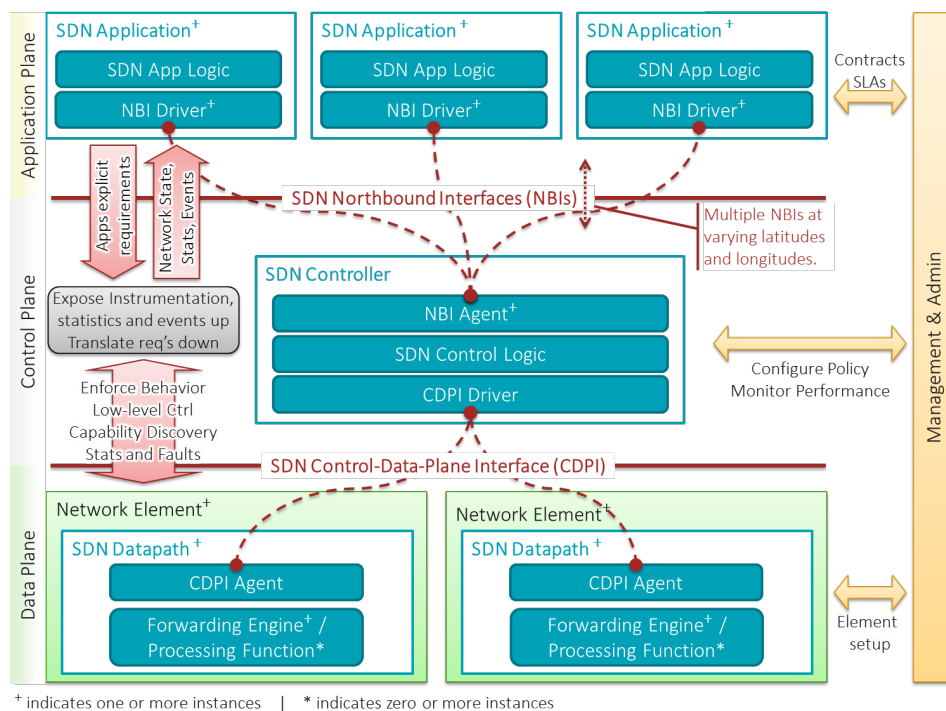 Application Plane
SDN Application⁺
SDN App Logic
NBI Driver⁺
SDN Application⁺
SDN App Logic
NBI Driver⁺
SDN Application⁺
SDN App Logic
NBI Driver⁺
Contracts
SLAs
Apps explicit
requirements
Network State,
Stats, Events
SDN Northbound Interfaces (NBIs)
Multiple NBIs at
varying latitudes
and longitudes.
Control Plane
Expose Instrumentation,
statistics and events up
Translate req's down
SDN Controller
NBI Agent⁺
SDN Control Logic
CDPI Driver
Configure Policy
Monitor Performance
Management & Admin
Enforce Behavior
Low-level Ctrl
Capability Discovery
Stats and Faults
SDN Control-Data-Plane Interface (CDPI)
Data Plane
Network Element⁺
SDN Datapath⁺
CDPI Agent
Forwarding Engine⁺ /
Processing Function*
Network Element⁺
SDN Datapath⁺
CDPI Agent
Forwarding Engine⁺ /
Processing Function*
Element
setup
⁺ indicates one or more instances | * indicates zero or more instances